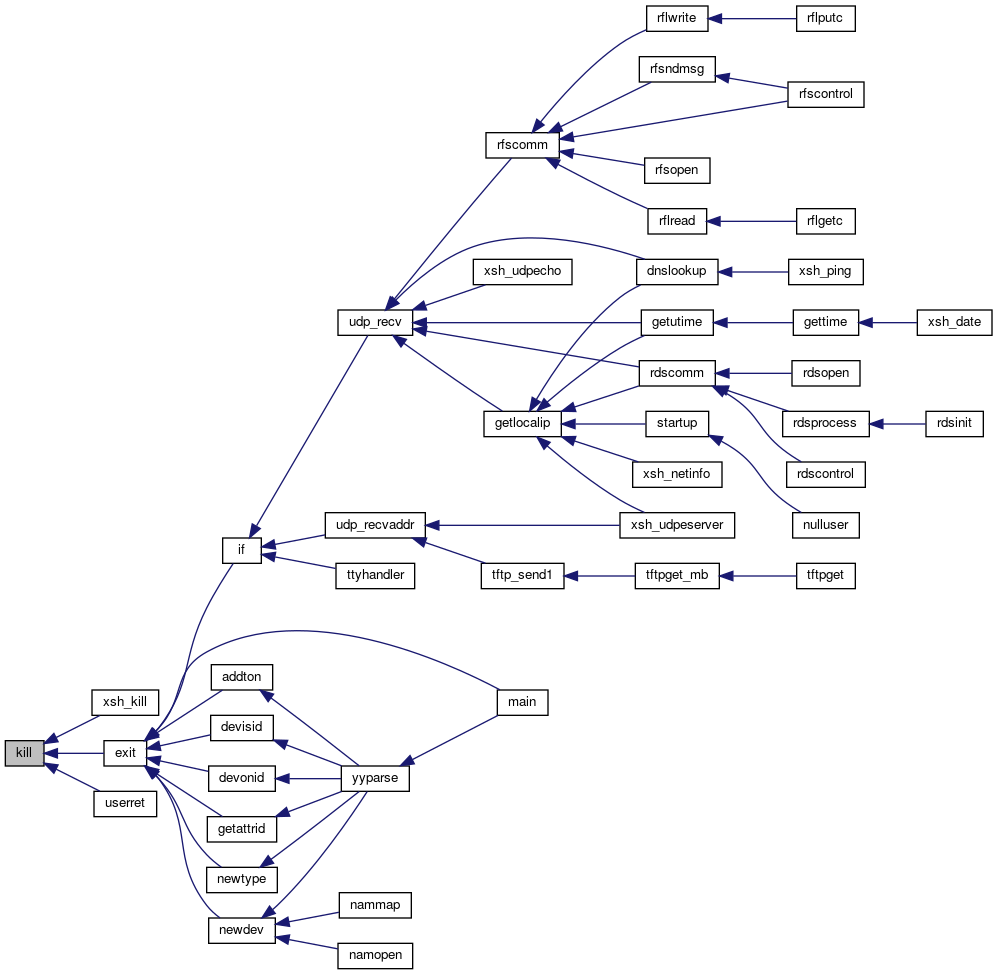 rflwrite
rflputc
rfsndmsg
rfscontrol
rfscomm
rfsopen
rflread
rflgetc
dnslookup
xsh_ping
xsh_udpecho
udp_recv
getutime
gettime
xsh_date
rdscomm
rdsopen
getlocalip
startup
rdsprocess
rdsinit
xsh_netinfo
rdscontrol
udp_recvaddr
xsh_udpeserver
nulluser
if
ttyhandler
tftp_send1
tftpget_mb
tftpget
addton
xsh_kill
main
devisid
kill
exit
devonid
yyparse
userret
getattrid
newtype
nammap
newdev
namopen